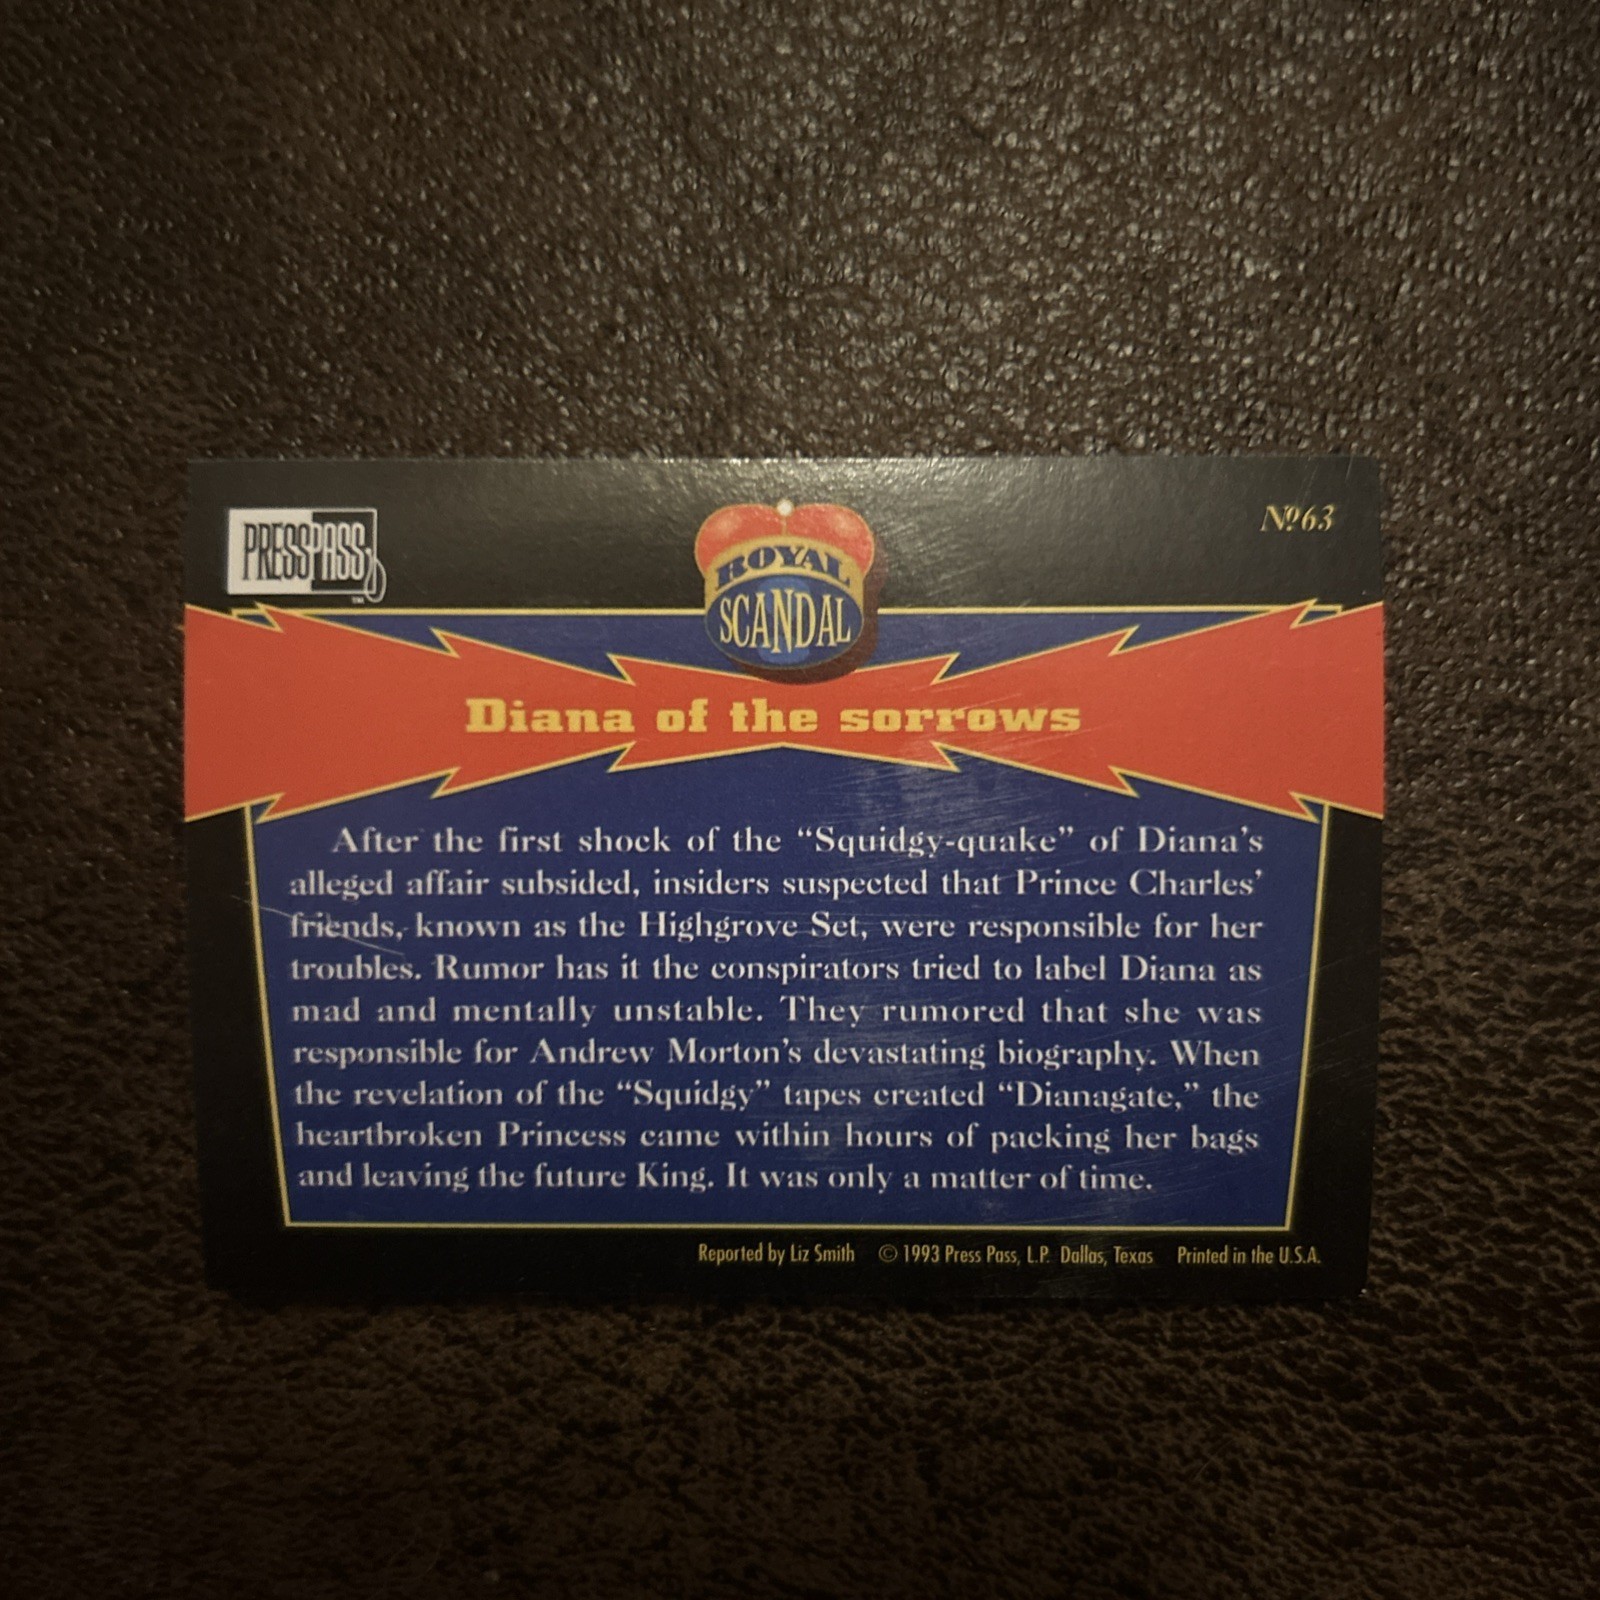 PRESS PASS
™
ROYAL
SCANDAL
Nº63
Diana of the sorrows
After the first shock of the “Squidgy-quake” of Diana’s
alleged affair subsided, insiders suspected that Prince Charles’
friends, known as the Highgrove Set, were responsible for her
troubles. Rumor has it the conspirators tried to label Diana as
mad and mentally unstable. They rumored that she was
responsible for Andrew Morton’s devastating biography. When
the revelation of the “Squidgy” tapes created “Dianagate,” the
heartbroken Princess came within hours of packing her bags
and leaving the future King. It was only a matter of time.
Reported by Liz Smith © 1993 Press Pass, L.P. Dallas, Texas Printed in the U.S.A.